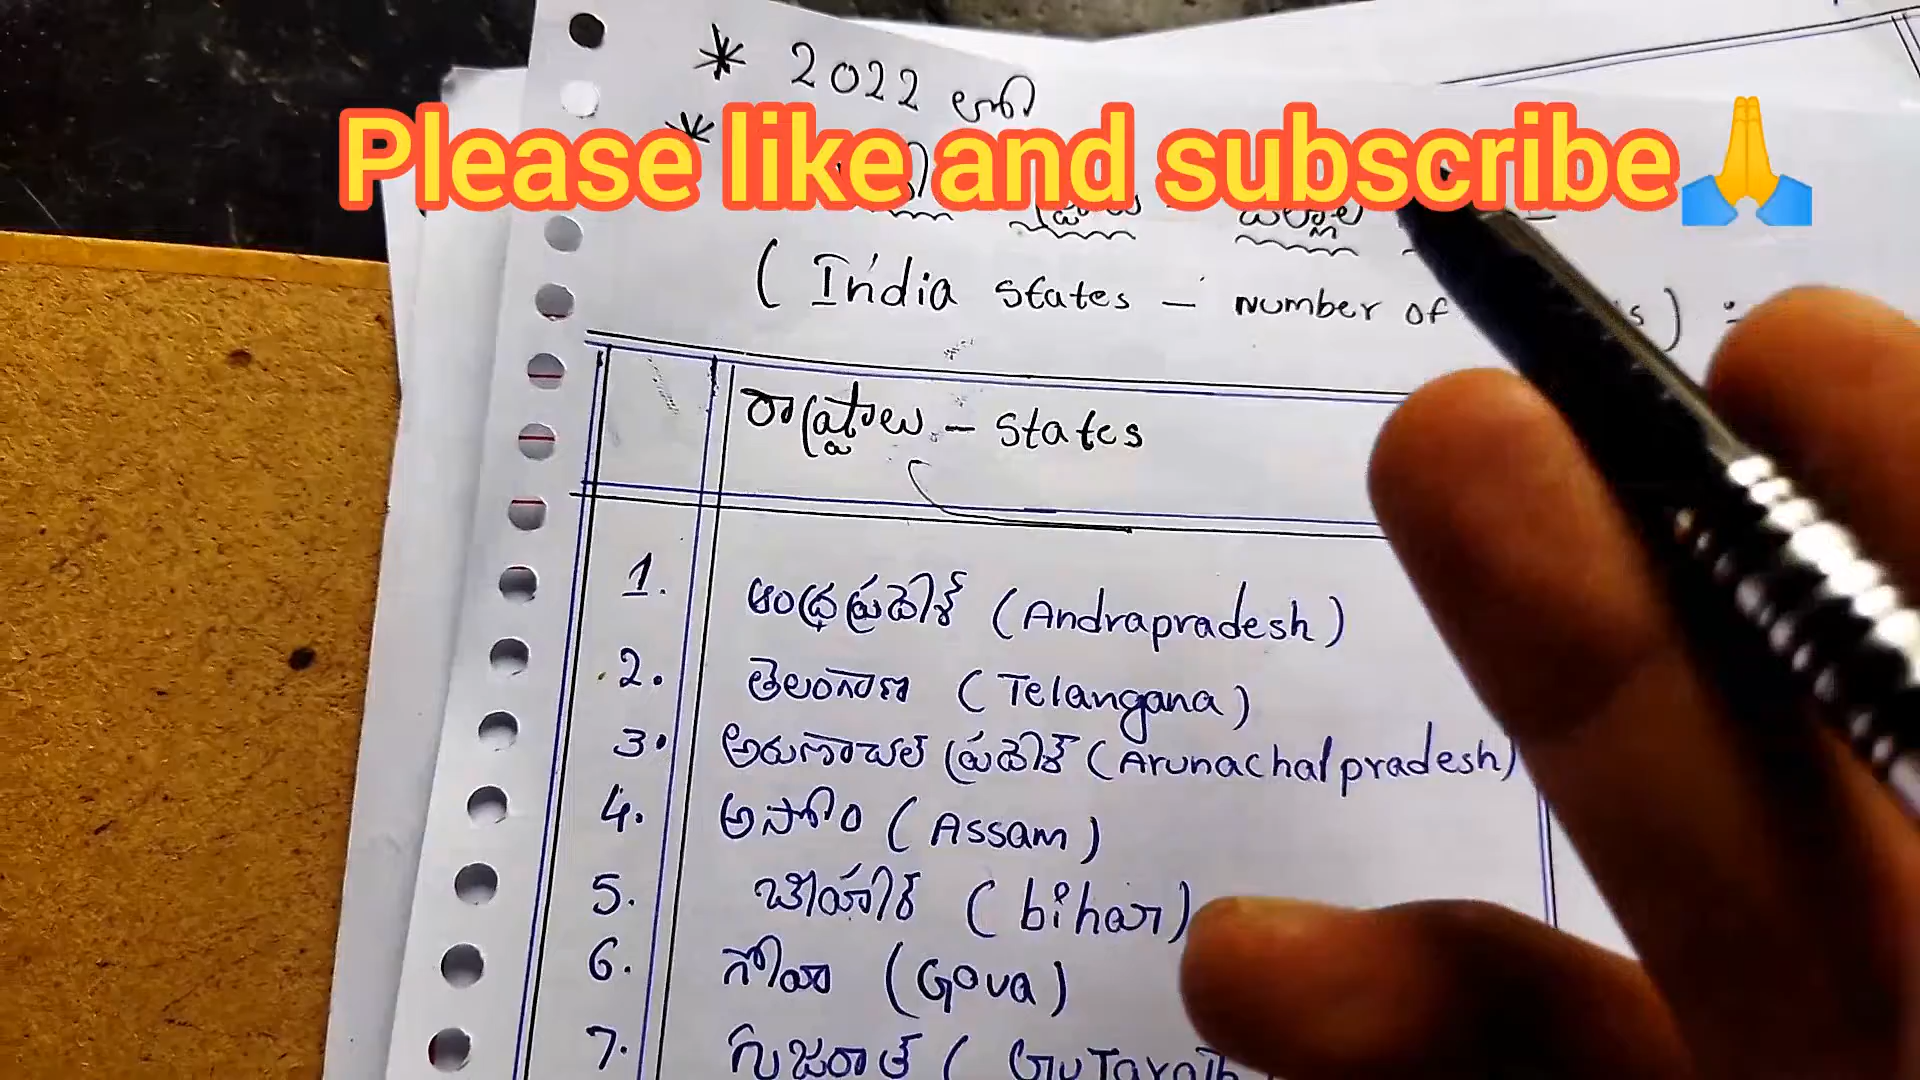 * 2022 లో
Please like and subscribe🙏
*
జిల్లాల
(India states - number of
రాష్ట్రాలు - States
1. ఆంధ్రప్రదేశ్ (Andrapradesh)
2. తెలంగాణ (Telangana)
3. అరుణాచల్ ప్రదేశ్ (Arunachalpradesh)
4. అసోం (Assam)
5. బీహార్ (bihar)
6. గోవా (Gova)
7. గుజరాత్ (